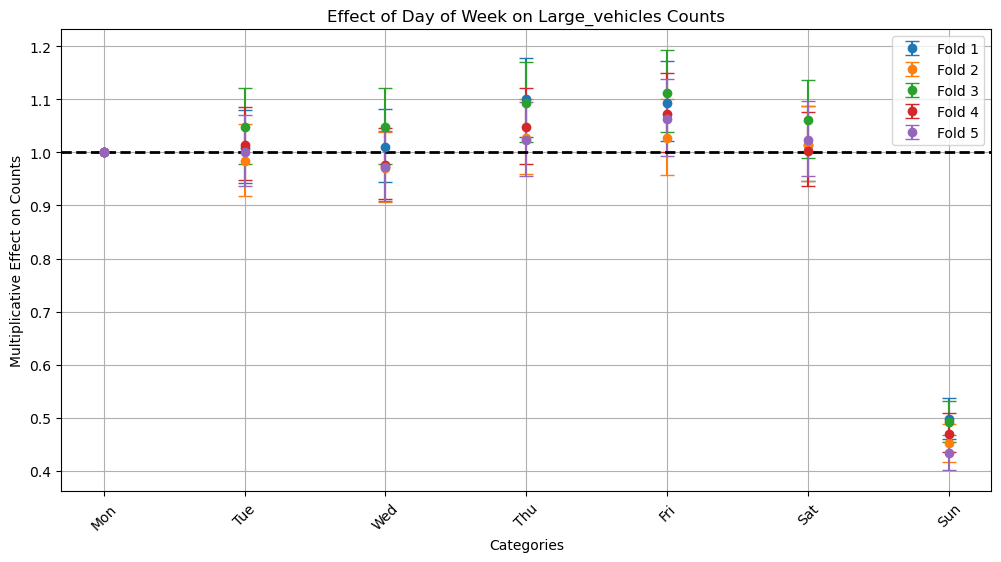 Effect of Day of Week on Large_vehicles Counts
Multiplicative Effect on Counts
1.2
1.1
1.0
0.9
0.8
0.7
0.6
0.5
0.4
Fold 1
Fold 2
Fold 3
Fold 4
Fold 5
Mon
Tue
Wed
Thu
Fri
Sat
Sun
Categories